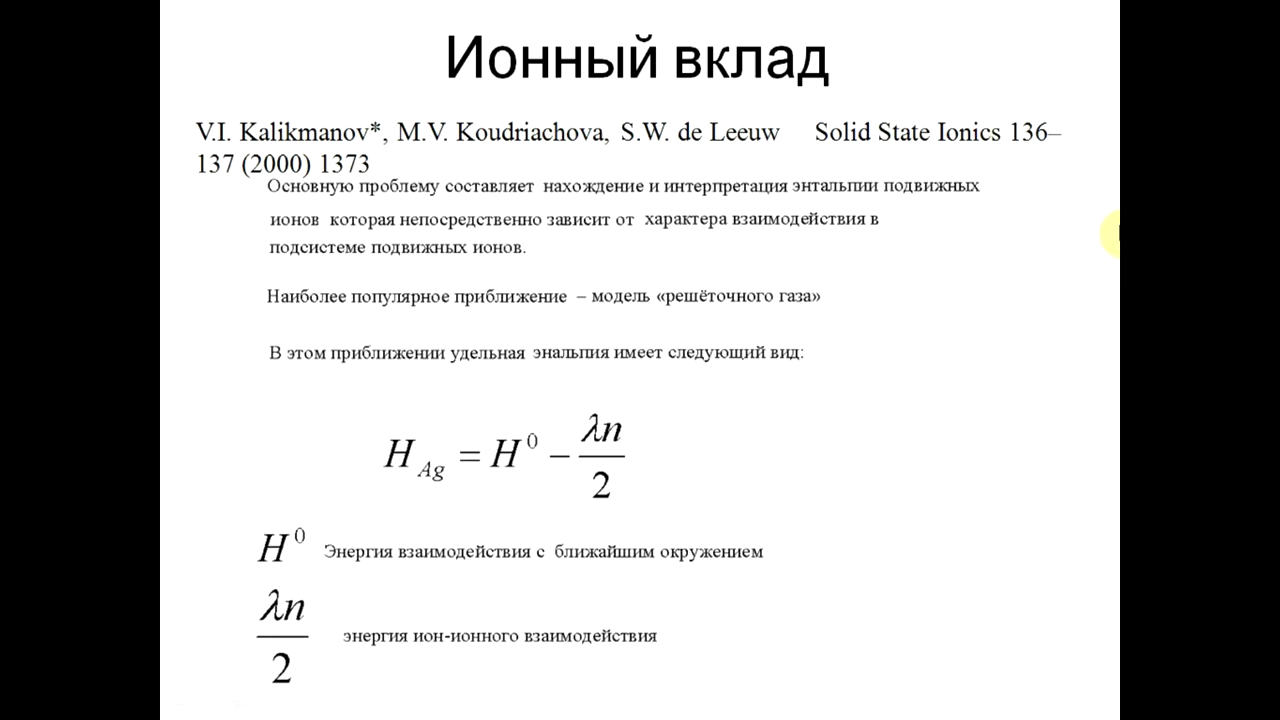 Ионный вклад
V.I. Kalikmanov*, M.V. Koudriachova, S.W. de Leeuw Solid State Ionics 136–
137 (2000) 1373
Основную проблему составляет нахождение и интерпретация энтальпии подвижных
ионов которая непосредственно зависит от характера взаимодействия в
подсистеме подвижных ионов.
Наиболее популярное приближение – модель «решёточного газа»
В этом приближении удельная энальпия имеет следующий вид:
H_Ag = H^0 − λn/2
H^0 Энергия взаимодействия с ближайшим окружением
λn/2 энергия ион-ионного взаимодействия